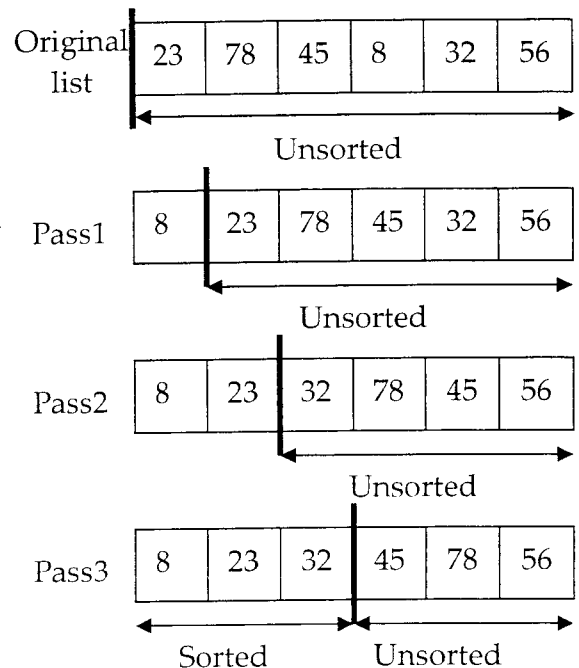 Original list
23 78 45 8 32 56
Unsorted
Pass1
8 23 78 45 32 56
Unsorted
Pass2
8 23 32 78 45 56
Unsorted
Pass3
8 23 32 45 78 56
Sorted Unsorted